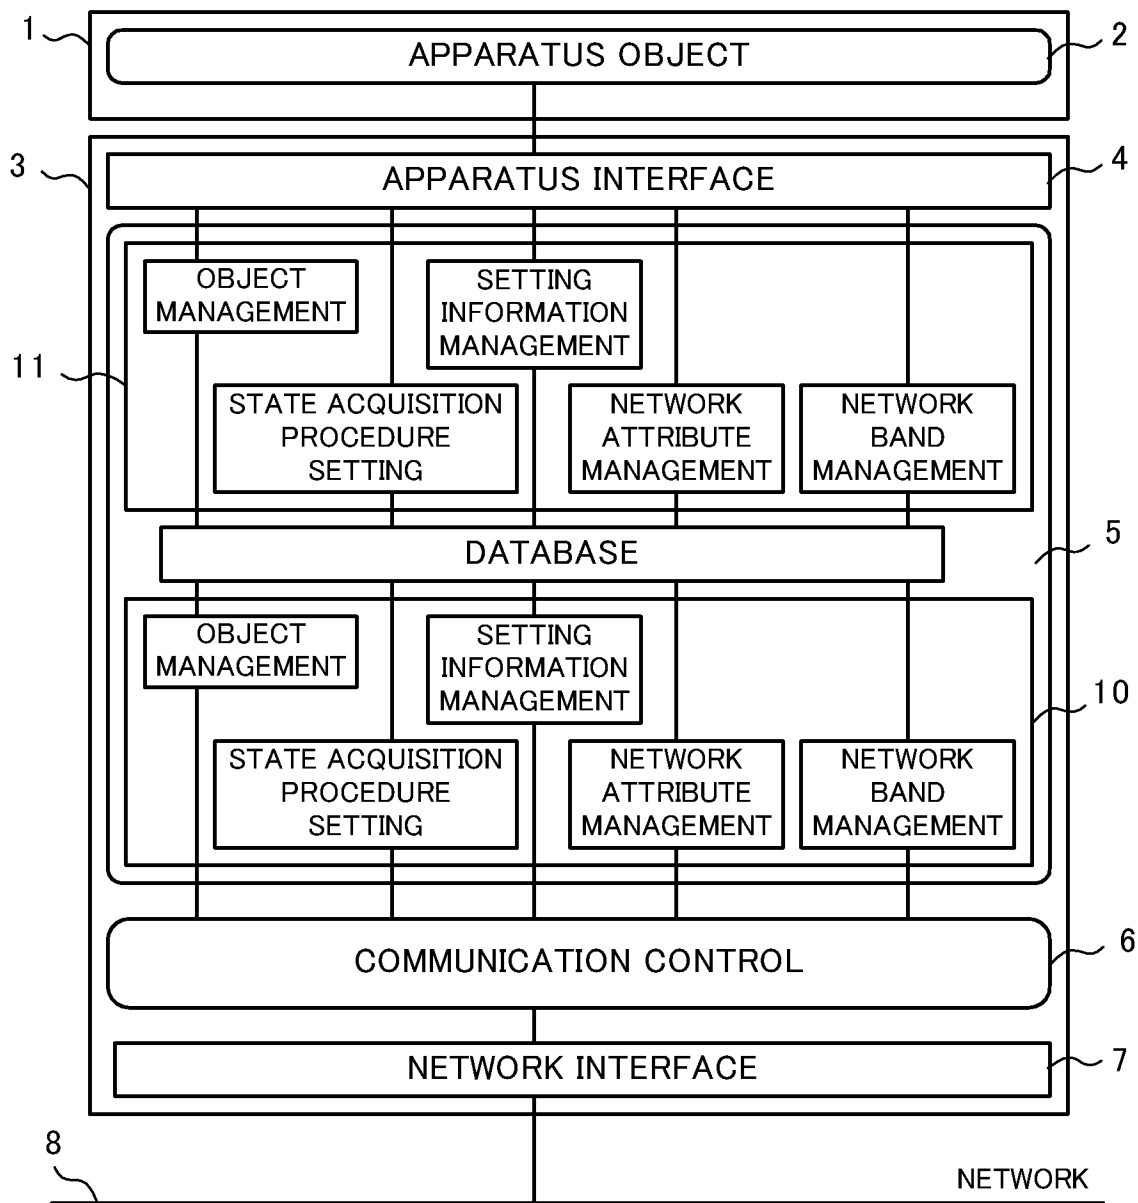 1
APPARATUS OBJECT
2
3
APPARATUS INTERFACE
4
OBJECT
MANAGEMENT
SETTING
INFORMATION
MANAGEMENT
11
STATE ACQUISITION
PROCEDURE
SETTING
NETWORK
ATTRIBUTE
MANAGEMENT
NETWORK
BAND
MANAGEMENT
DATABASE
5
OBJECT
MANAGEMENT
SETTING
INFORMATION
MANAGEMENT
10
STATE ACQUISITION
PROCEDURE
SETTING
NETWORK
ATTRIBUTE
MANAGEMENT
NETWORK
BAND
MANAGEMENT
COMMUNICATION CONTROL
6
NETWORK INTERFACE
7
8
NETWORK